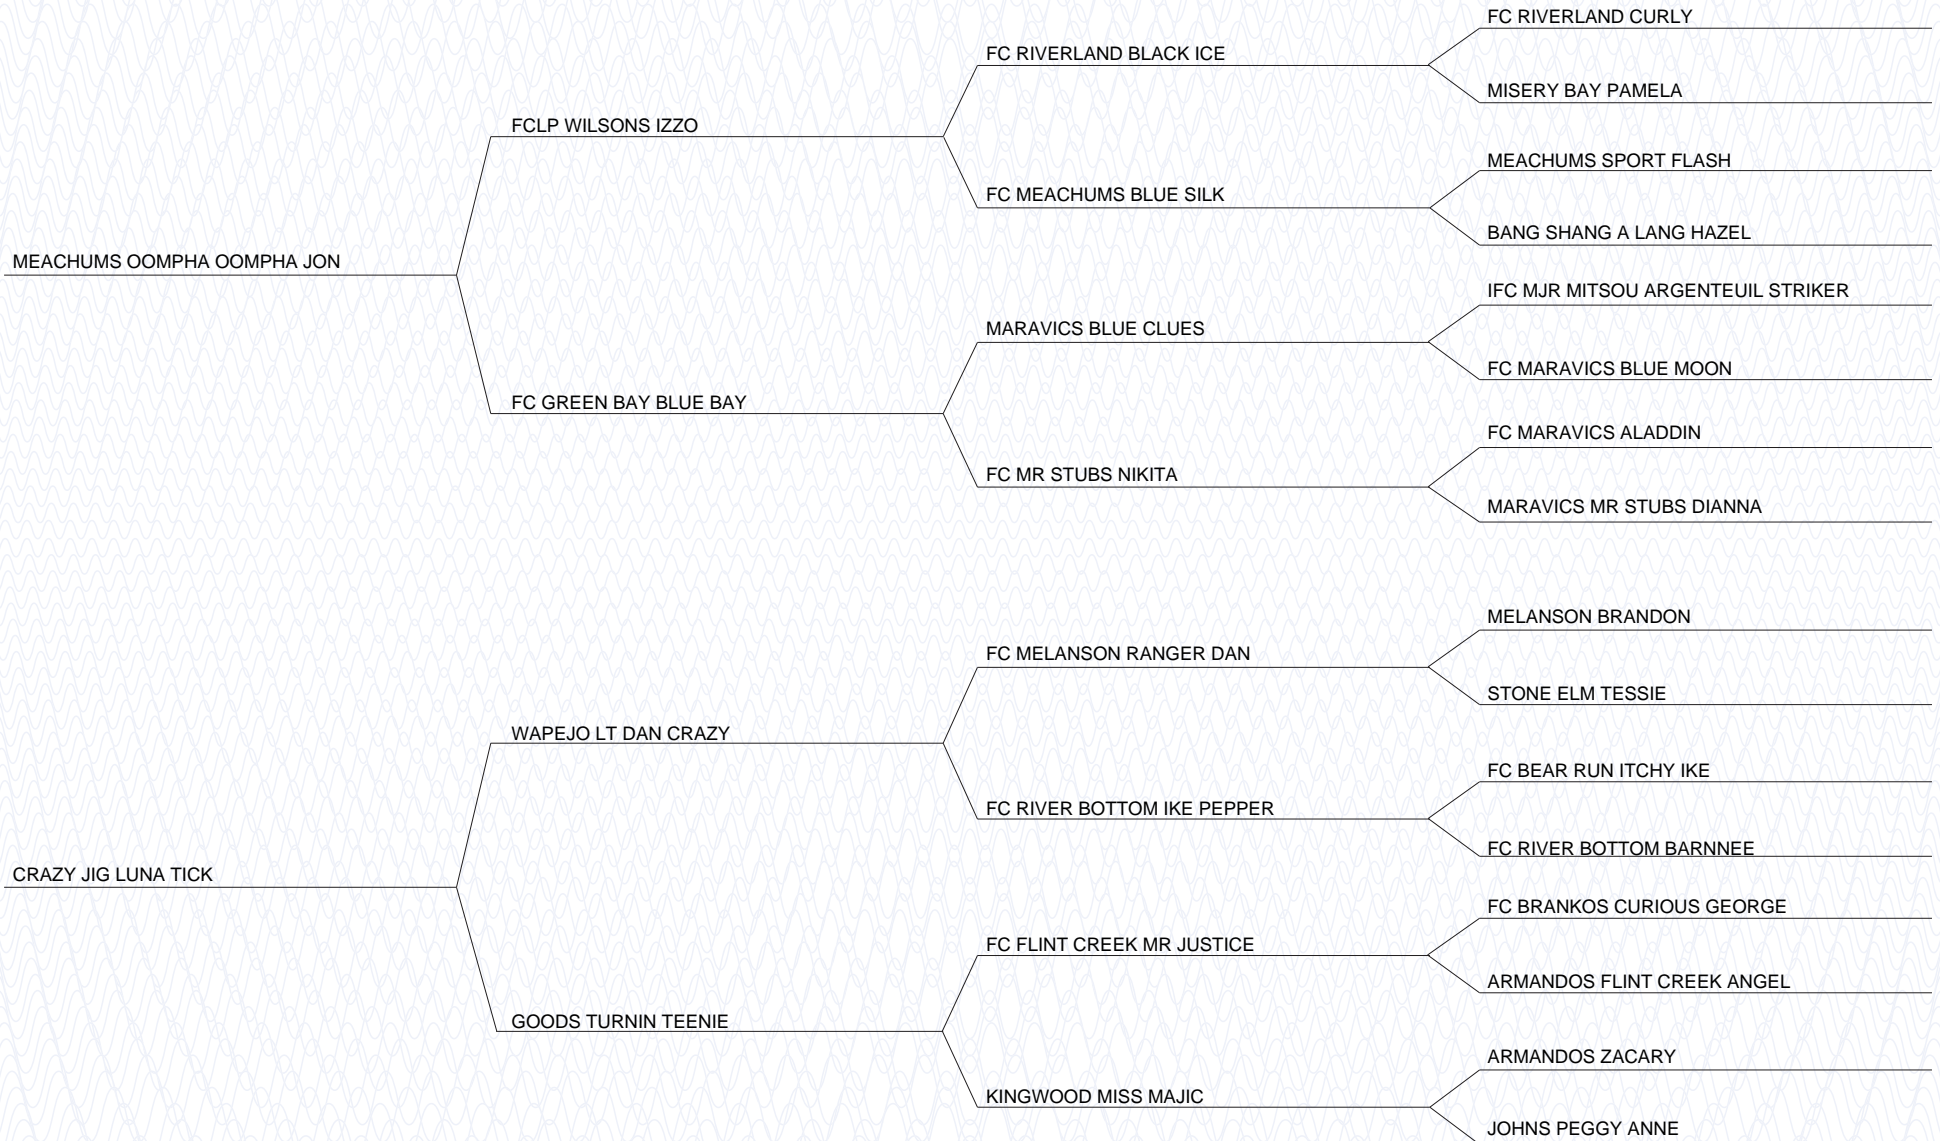 FC RIVERLAND CURLY
FC RIVERLAND BLACK ICE
MISERY BAY PAMELA
FCLP WILSONS IZZO
MEACHUMS SPORT FLASH
FC MEACHUMS BLUE SILK
BANG SHANG A LANG HAZEL
MEACHUMS OOMPHA OOMPHA JON
IFC MJR MITSOU ARGENTEUIL STRIKER
MARAVICS BLUE CLUES
FC MARAVICS BLUE MOON
FC GREEN BAY BLUE BAY
FC MARAVICS ALADDIN
FC MR STUBS NIKITA
MARAVICS MR STUBS DIANNA
MELANSON BRANDON
FC MELANSON RANGER DAN
STONE ELM TESSIE
WAPEJO LT DAN CRAZY
FC BEAR RUN ITCHY IKE
FC RIVER BOTTOM IKE PEPPER
FC RIVER BOTTOM BARNNEE
CRAZY JIG LUNA TICK
FC BRANKOS CURIOUS GEORGE
FC FLINT CREEK MR JUSTICE
ARMANDOS FLINT CREEK ANGEL
GOODS TURNIN TEENIE
ARMANDOS ZACARY
KINGWOOD MISS MAJIC
JOHNS PEGGY ANNE